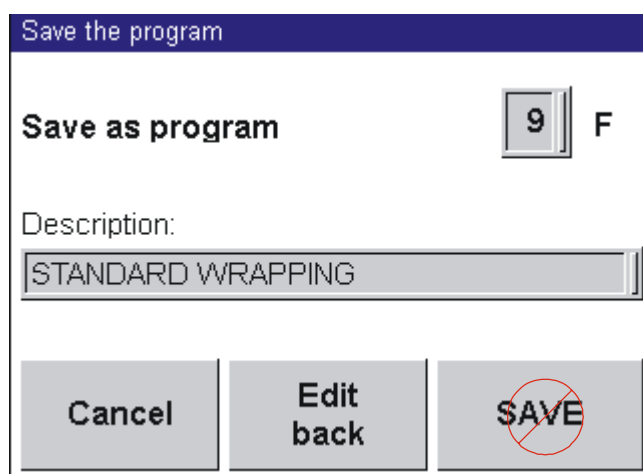 Save the program
Save as program 9 F
Description:
STANDARD WRAPPING
Cancel Edit back SAVE